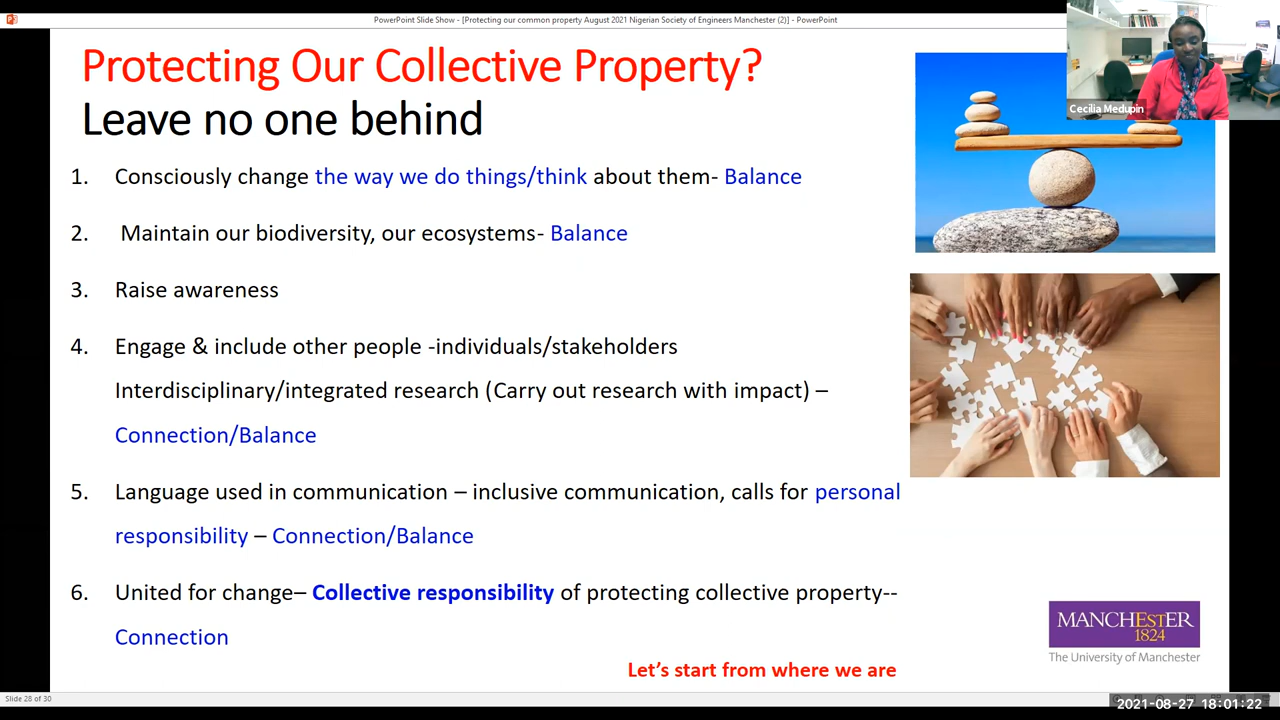 PowerPoint Slide Show - [Protecting our common property August 2021 Nigerian Society of Engineers Manchester (2)] - PowerPoint
Cecilia Medupin
Protecting Our Collective Property?
Leave no one behind
1. Consciously change the way we do things/think about them- Balance
2. Maintain our biodiversity, our ecosystems- Balance
3. Raise awareness
4. Engage & include other people -individuals/stakeholders
Interdisciplinary/integrated research (Carry out research with impact) –
Connection/Balance
5. Language used in communication – inclusive communication, calls for personal
responsibility – Connection/Balance
6. United for change– Collective responsibility of protecting collective property--
Connection
Let's start from where we are
MANCHESTER
1824
The University of Manchester
Slide 28 of 30
2021-08-27 18:01:22